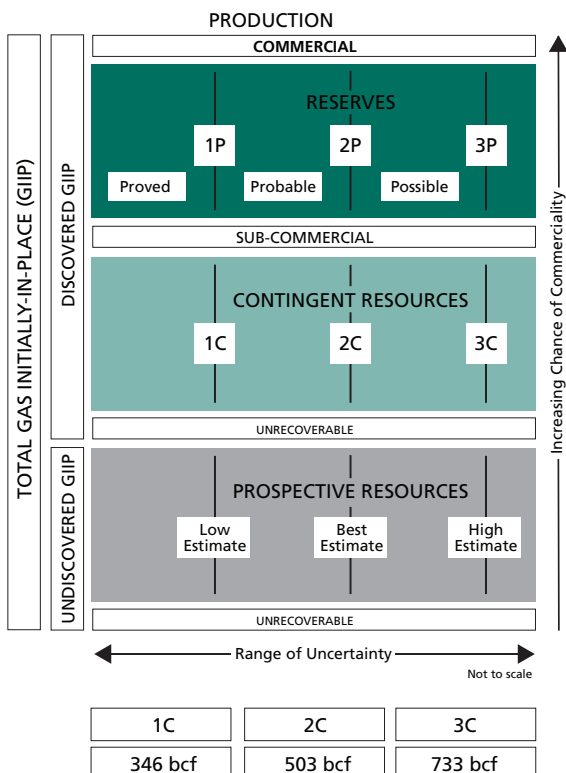 PRODUCTION
COMMERCIAL
RESERVES
1P
2P
3P
Proved
Probable
Possible
SUB-COMMERCIAL
CONTINGENT RESOURCES
1C
2C
3C
UNRECOVERABLE
PROSPECTIVE RESOURCES
Low
Estimate
Best
Estimate
High
Estimate
UNRECOVERABLE
TOTAL GAS INITIALLY-IN-PLACE (GIIP)
DISCOVERED GIIP
UNDISCOVERED GIIP
Increasing Chance of Commerciality
Range of Uncertainty
Not to scale
1C
2C
3C
346 bcf
503 bcf
733 bcf